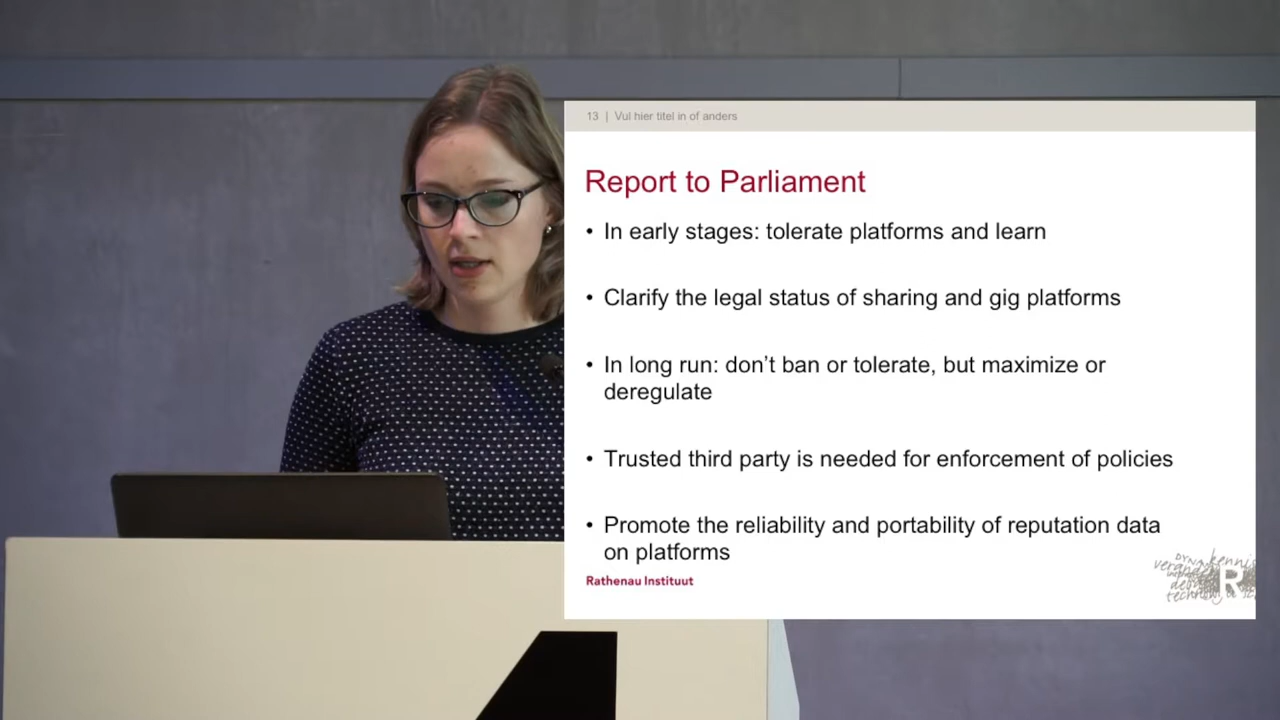 13 | Vul hier titel in of anders
Report to Parliament
• In early stages: tolerate platforms and learn
• Clarify the legal status of sharing and gig platforms
• In long run: don't ban or tolerate, but maximize or
deregulate
• Trusted third party is needed for enforcement of policies
• Promote the reliability and portability of reputation data
on platforms
Rathenau Instituut
R